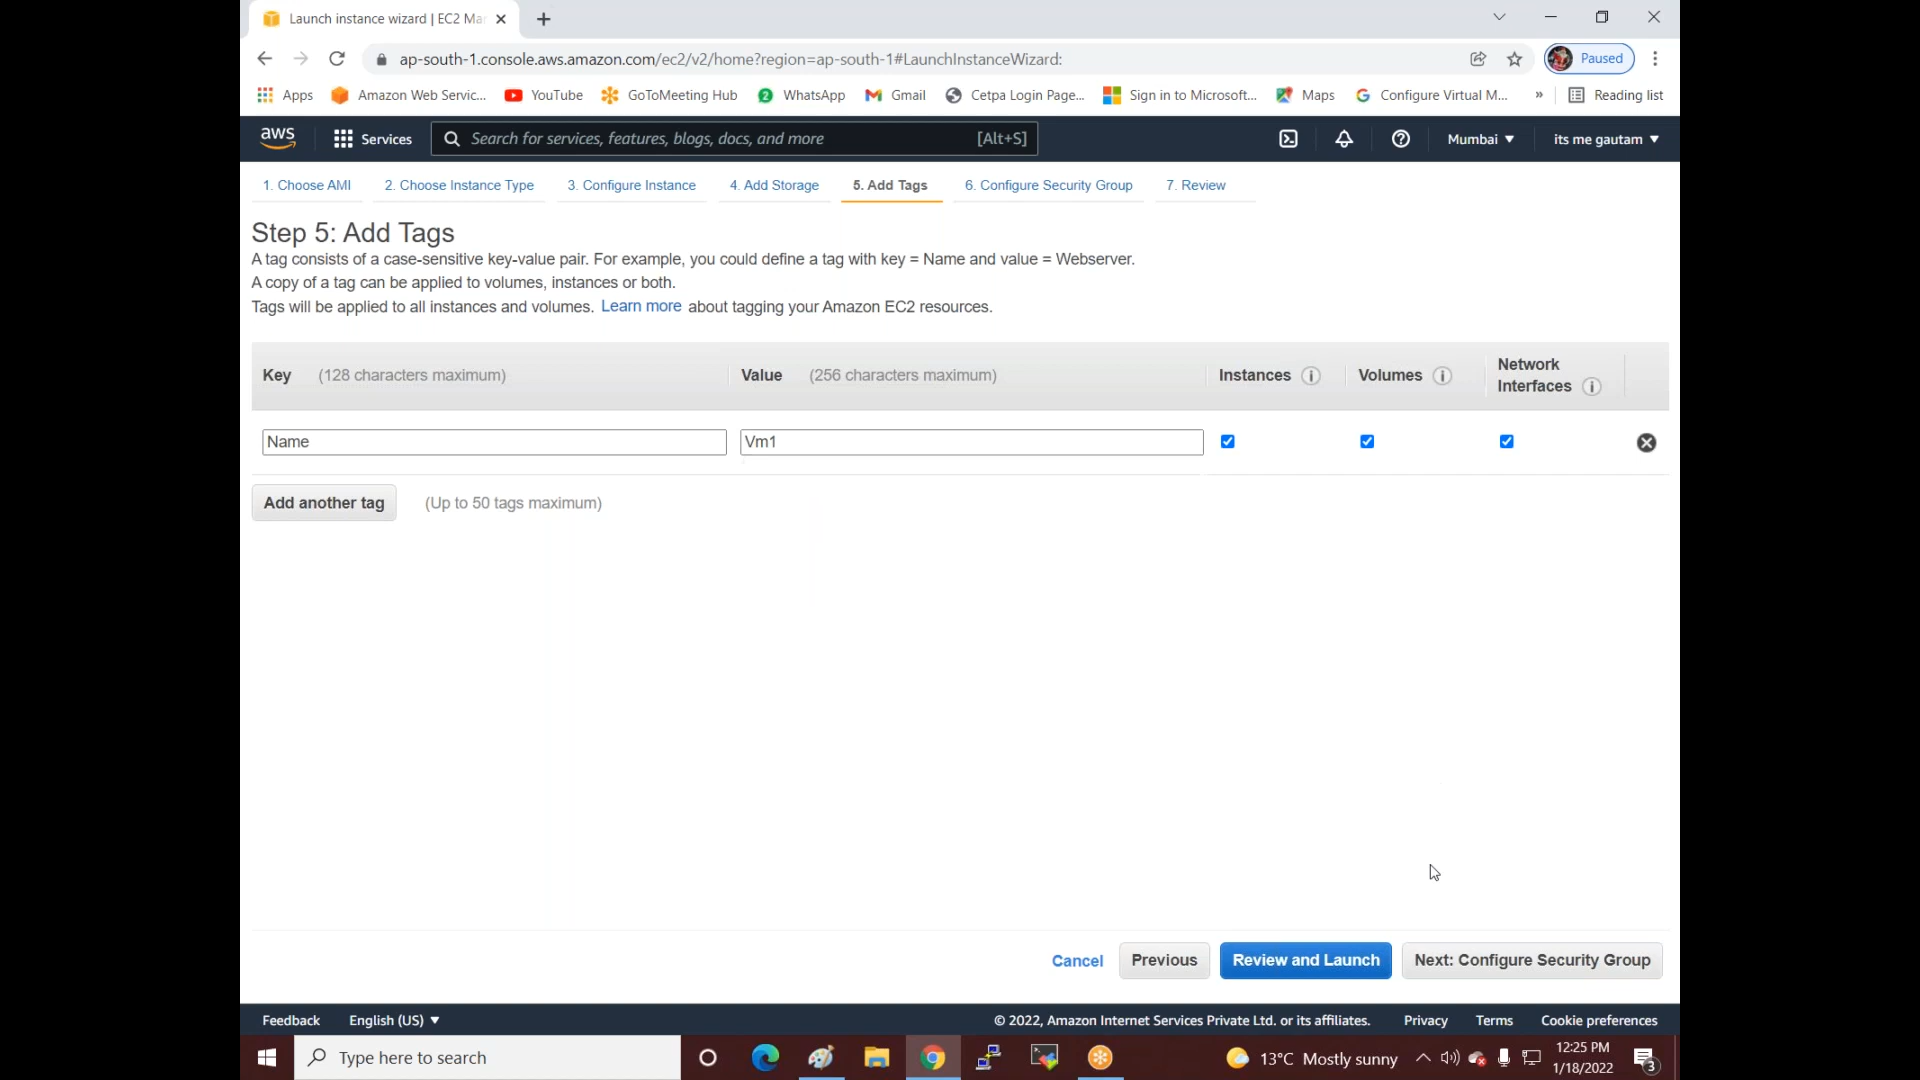 Launch instance wizard | EC2 Ma
ap-south-1.console.aws.amazon.com/ec2/v2/home?region=ap-south-1#LaunchInstanceWizard:
Paused
Apps
Amazon Web Servic...
YouTube
GoToMeeting Hub
2
WhatsApp
Gmail
Cetpa Login Page...
Sign in to Microsoft...
Maps
Configure Virtual M...
»
Reading list
aws
Services
Search for services, features, blogs, docs, and more
[Alt+S]
Mumbai
its me gautam
1. Choose AMI
2. Choose Instance Type
3. Configure Instance
4. Add Storage
5. Add Tags
6. Configure Security Group
7. Review
Step 5: Add Tags
A tag consists of a case-sensitive key-value pair. For example, you could define a tag with key = Name and value = Webserver.
A copy of a tag can be applied to volumes, instances or both.
Tags will be applied to all instances and volumes. Learn more about tagging your Amazon EC2 resources.
Key (128 characters maximum)
Value (256 characters maximum)
Instances
Volumes
Network
Interfaces
Name
Vm1
Add another tag
(Up to 50 tags maximum)
Cancel
Previous
Review and Launch
Next: Configure Security Group
Feedback
English (US)
© 2022, Amazon Internet Services Private Ltd. or its affiliates.
Privacy
Terms
Cookie preferences
Type here to search
13°C Mostly sunny
12:25 PM
1/18/2022
3